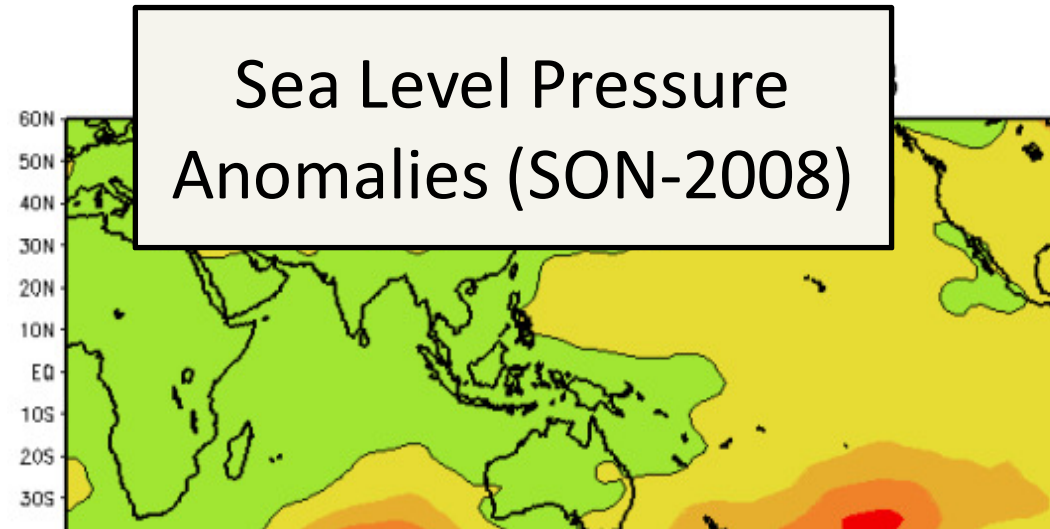 Sea Level Pressure
Anomalies (SON-2008)
60N
50N
40N
30N
20N
10N
EQ
10S
20S
30S